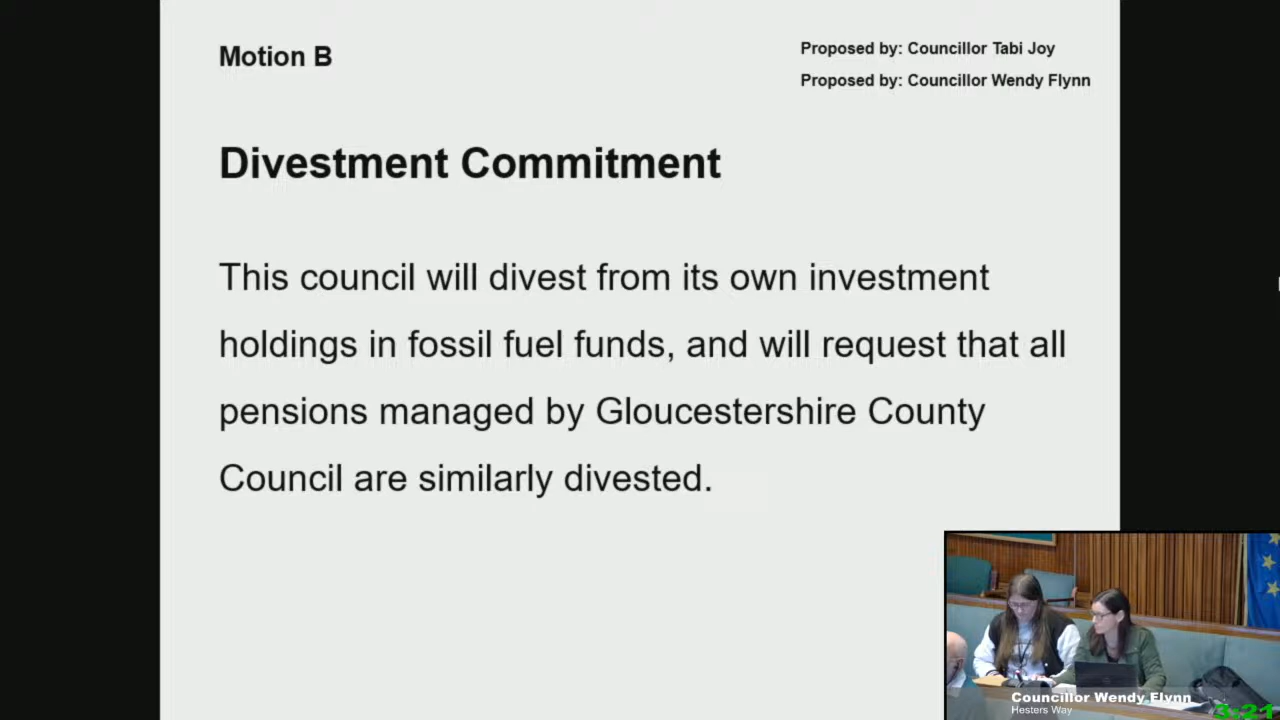 Motion B
Proposed by: Councillor Tabi Joy
Proposed by: Councillor Wendy Flynn
Divestment Commitment
This council will divest from its own investment
holdings in fossil fuel funds, and will request that all
pensions managed by Gloucestershire County
Council are similarly divested.
Councillor Wendy Flynn
Hesters Way
3:21